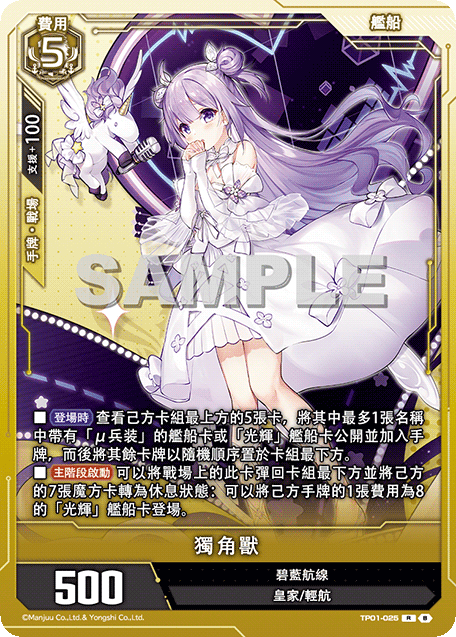 費用
5
艦船
支援+100
手牌・戰場
SAMPLE
■ 登場時 查看己方卡組最上方的5張卡，將其中最多1張名稱
中帶有「μ兵装」的艦船卡或「光輝」艦船卡公開並加入手
牌，而後將其餘卡牌以隨機順序置於卡組最下方。
■ 主階段啟動 可以將戰場上的此卡彈回卡組最下方並將己方
的7張魔方卡轉為休息狀態：可以將己方手牌的1張費用為8
的「光輝」艦船卡登場。
獨角獸
500
碧藍航線
皇家/輕航
©Manjuu Co.,Ltd. & Yongshi Co.,Ltd.
TP01-025 R B